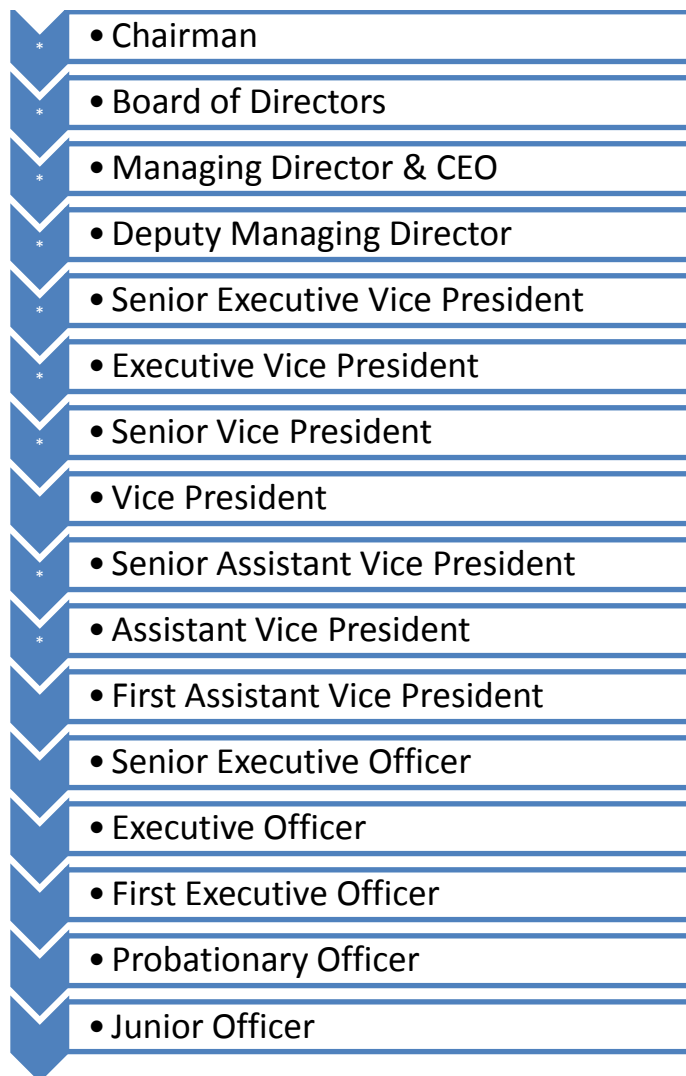 * • Chairman
* • Board of Directors
* • Managing Director & CEO
* • Deputy Managing Director
* • Senior Executive Vice President
* • Executive Vice President
* • Senior Vice President
• Vice President
* • Senior Assistant Vice President
* • Assistant Vice President
• First Assistant Vice President
• Senior Executive Officer
• Executive Officer
• First Executive Officer
• Probationary Officer
• Junior Officer